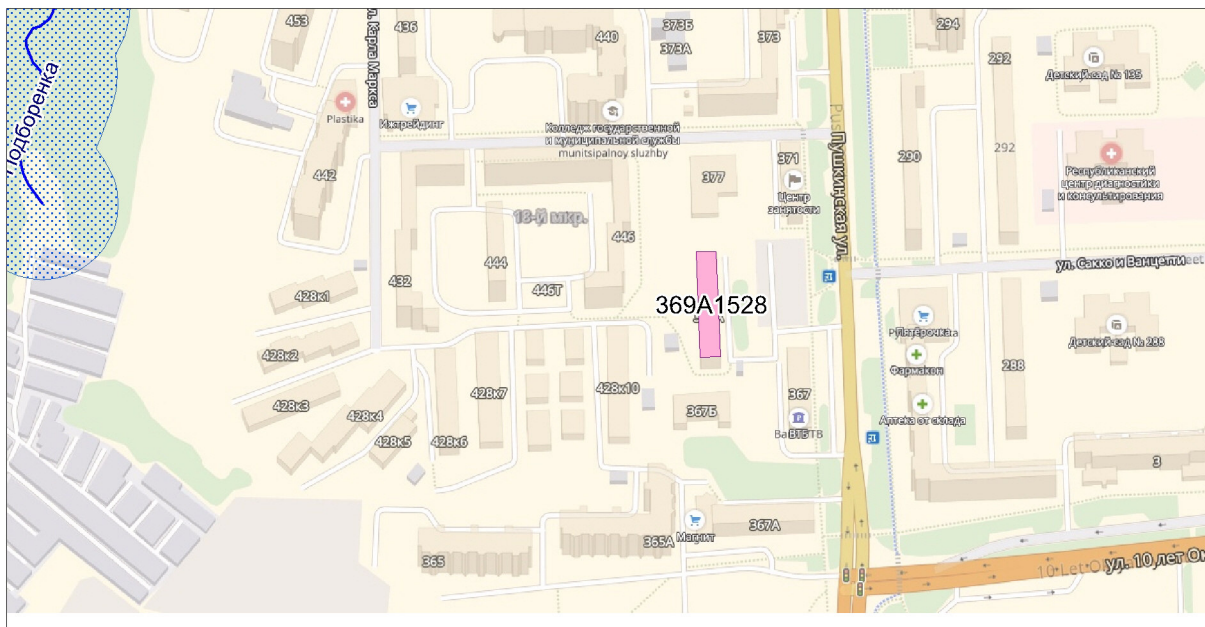 453
ул. Карла Маркса
436
440
373Б
373А
373
294
292
Детский сад № 135
Подборенка
Plastika
Ижтрейдинг
Колледж государственной
и муниципальной службы
munitsipalnoy sluzhby
Пушкинская ул.
371
290
292
Республиканский
центр диагностики
и консультирования
442
377
Центр
занятости
18-й мкр.
446
444
432
446Т
ул. Сакко и Ванцетти
428к1
369А1528
Пятёрочка
Детский сад № 288
428к2
Фармакон
288
428к3
428к4
428к7
428к10
367
367Б
Аптека от склада
428к5
428к6
ВТБ
3
Магнит
367А
365А
365
ул. 10 лет Ок